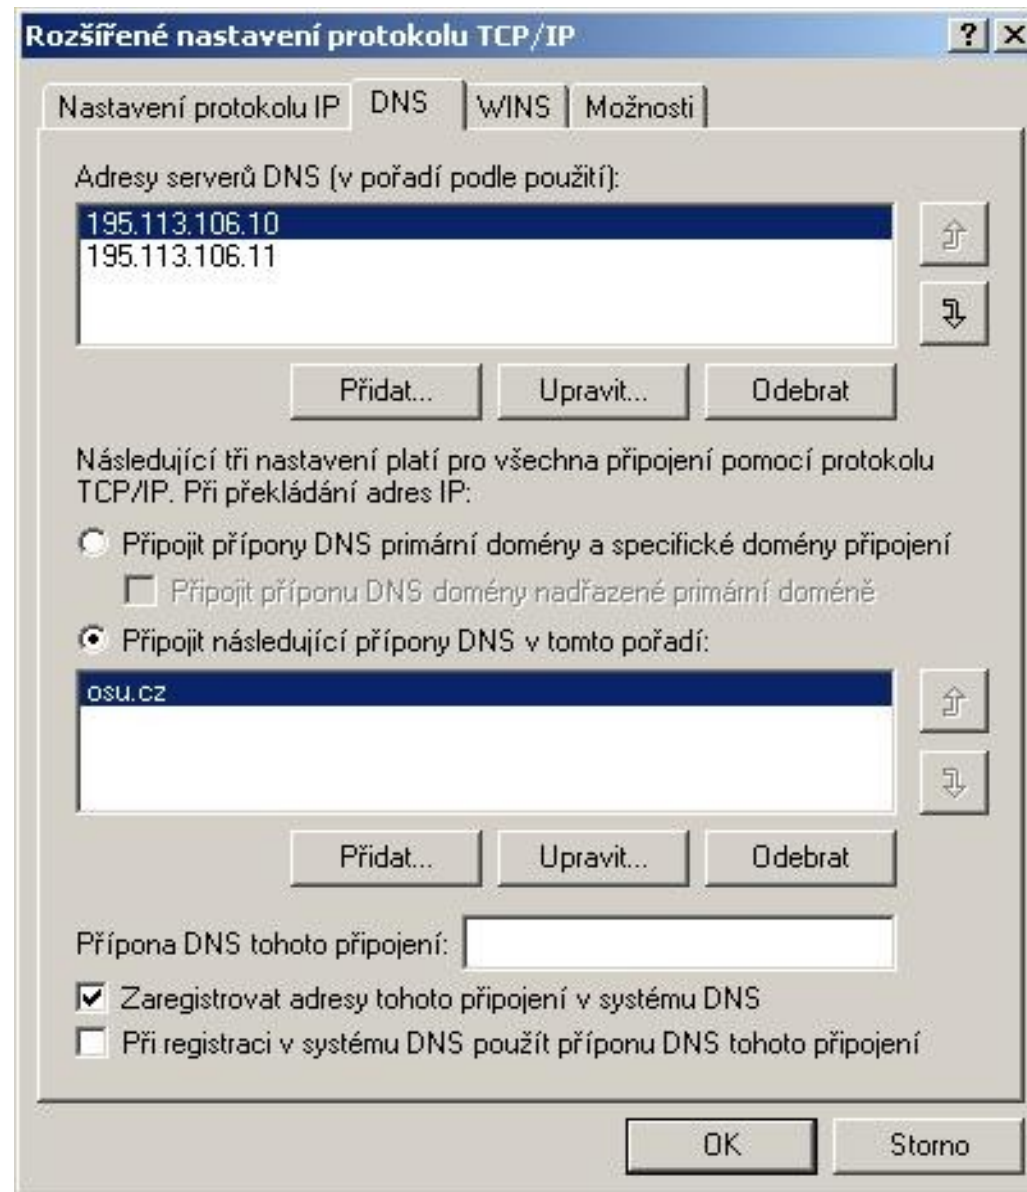 Rozšířené nastavení protokolu TCP/IP
Nastavení protokolu IP DNS WINS Možnosti
Adresy serverů DNS (v pořadí podle použití):
195.113.106.10
195.113.106.11
Přidat... Upravit... Odebrat
Následující tři nastavení platí pro všechna připojení pomocí protokolu
TCP/IP. Při překládání adres IP:
Připojit přípony DNS primární domény a specifické domény připojení
Připojit příponu DNS domény nadřazené primární doméně
Připojit následující přípony DNS v tomto pořadí:
osu.cz
Přidat... Upravit... Odebrat
Přípona DNS tohoto připojení:
Zaregistrovat adresy tohoto připojení v systému DNS
Při registraci v systému DNS použít příponu DNS tohoto připojení
OK Storno